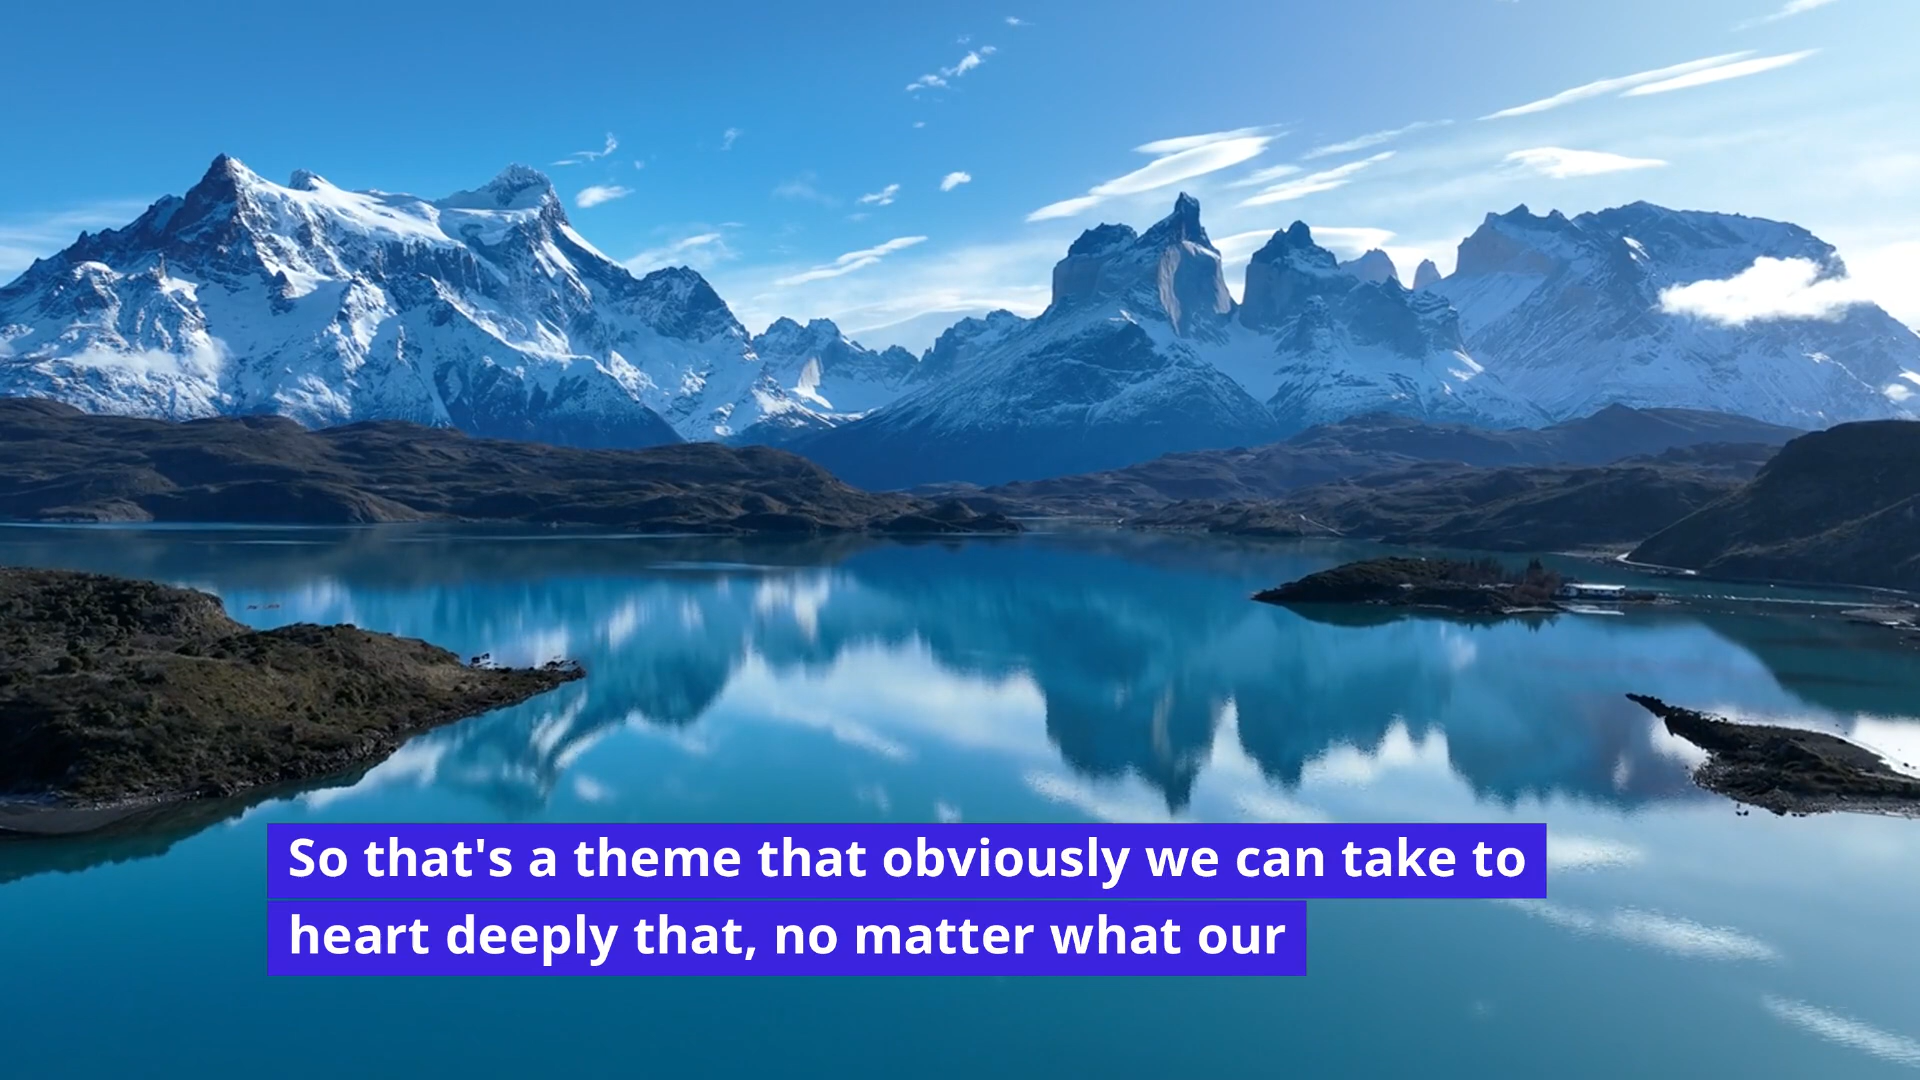 So that's a theme that obviously we can take to
heart deeply that, no matter what our